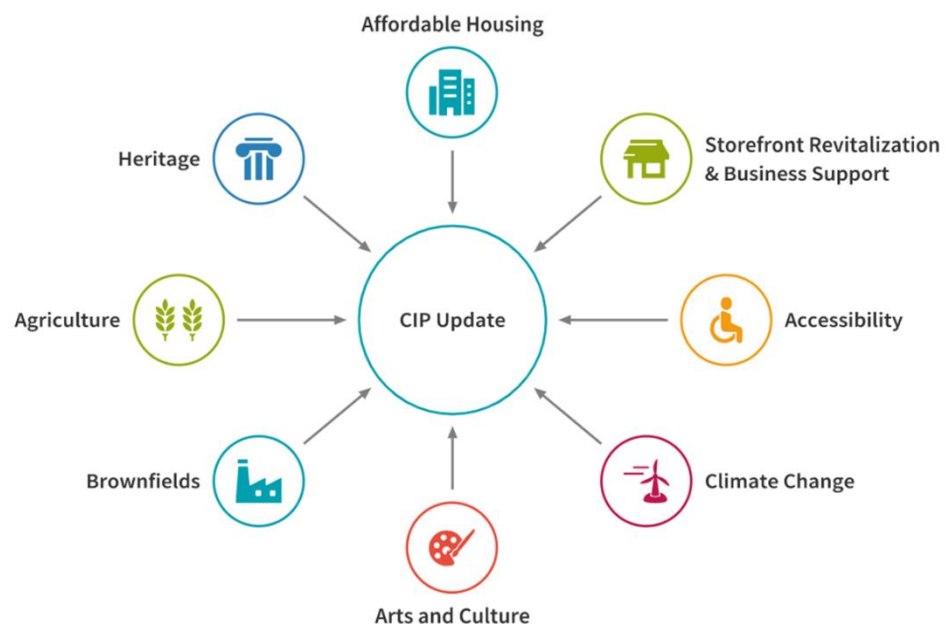 Affordable Housing
Heritage
Storefront Revitalization
& Business Support
Agriculture
CIP Update
Accessibility
Brownfields
Climate Change
Arts and Culture